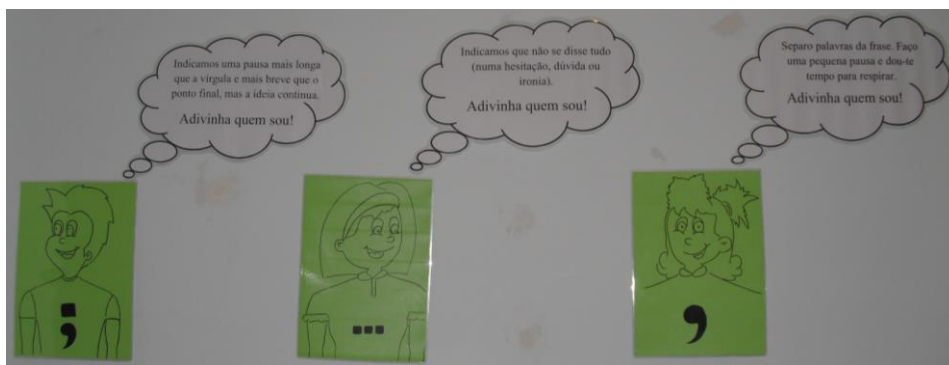 Indicamos uma pausa mais longa
que a vírgula e mais breve que o
ponto final, mas a ideia continua.
Adivinha quem sou!
Indicamos que não se disse tudo
(numa hesitação, dúvida ou
ironia).
Adivinha quem sou!
Separo palavras da frase. Faço
uma pequena pausa e dou-te
tempo para respirar.
Adivinha quem sou!
;
...
,